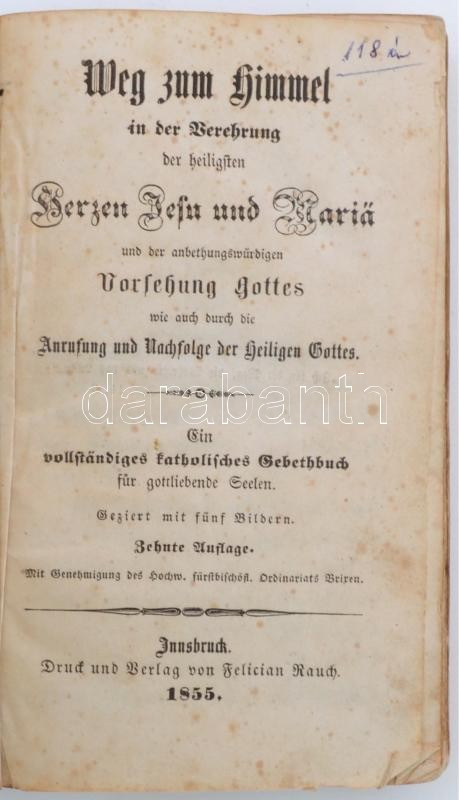 118 in
Weg zum Himmel
in der Verehrung
der heiligsten
Herzen Jesu und Mariä
und der anbethungswürdigen
Vorsehung Gottes
wie auch durch die
Anrufung und Nachfolge der Heiligen Gottes.
darabanth
Ein
vollständiges katholisches Gebethbuch
für gottliebende Seelen.
Geziert mit fünf Bildern.
Zehnte Auflage.
Mit Genehmigung des Hochw. fürstbischöfl. Ordinariats Brixen.
Innsbruck.
Druck und Verlag von Felician Rauch.
1855.